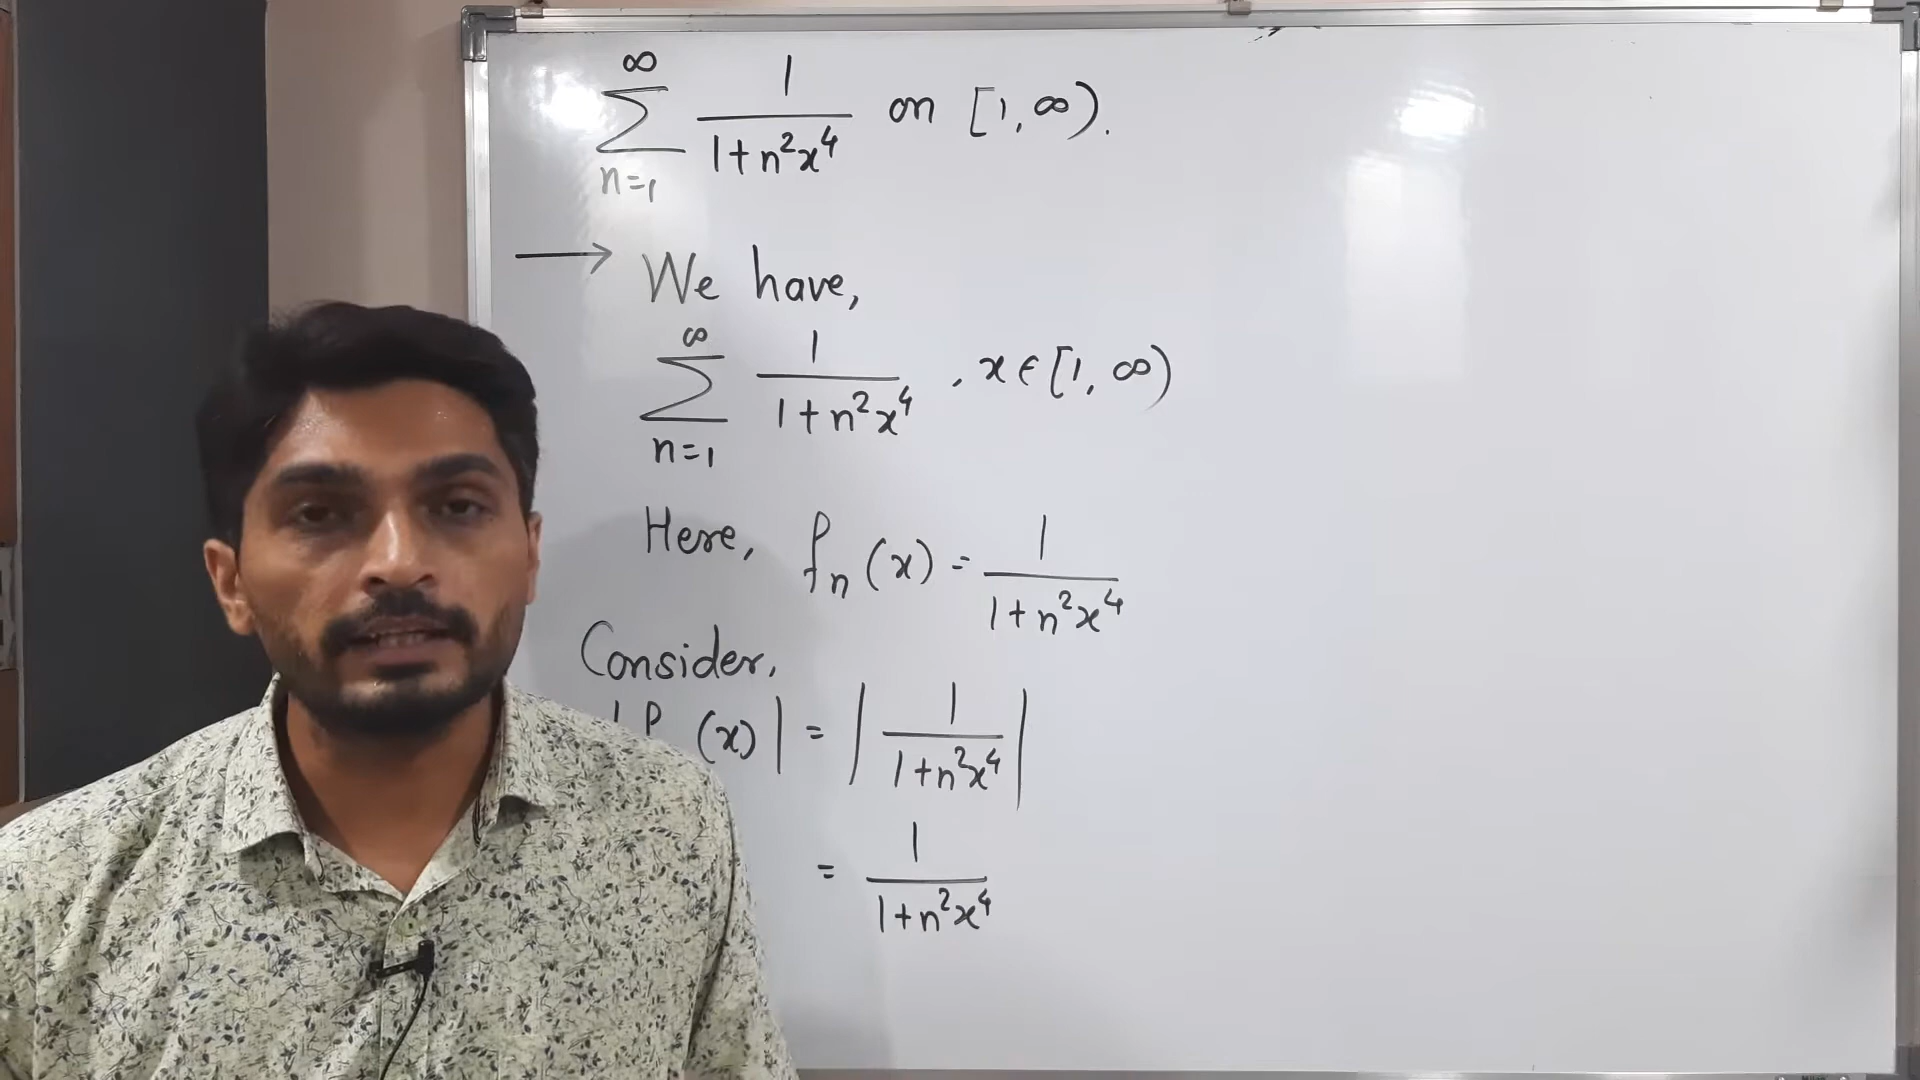 ∞ ∑ n=1 1/(1+n²x⁴) on [1, ∞).
→ We have,
∞ ∑ n=1 1/(1+n²x⁴) , x ∈ [1, ∞)
Here, fn(x) = 1/(1+n²x⁴)
Consider,
(x)| = |1/(1+n²x⁴)|
= 1/(1+n²x⁴)